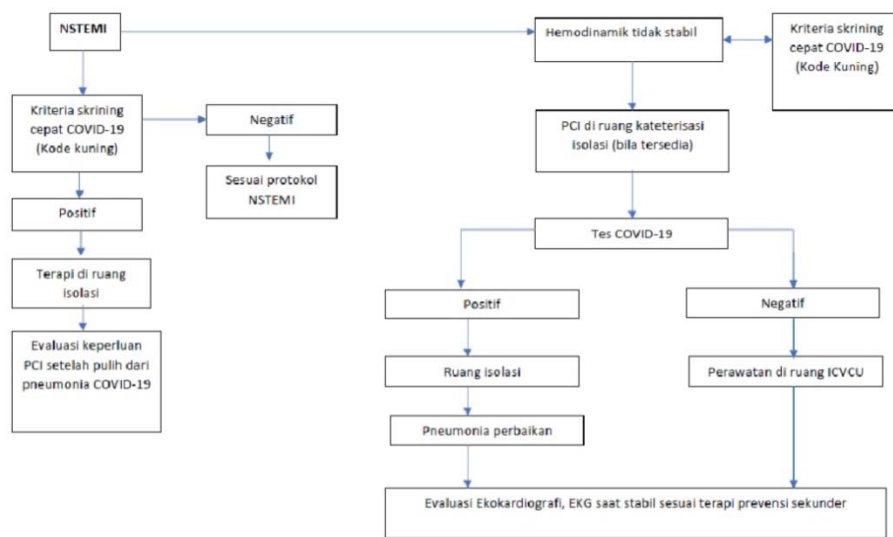 NSTEMI
Hemodinamik tidak stabil
Kriteria skrining
cepat COVID-19
(Kode Kuning)
Kriteria skrining
cepat COVID-19
(Kode kuning)
Negatif
PCI di ruang kateterisasi
isolasi (bila tersedia)
Sesuai protokol
NSTEMI
Positif
Tes COVID-19
Terapi di ruang
isolasi
Positif
Negatif
Evaluasi keperluan
PCI setelah pulih dari
pneumonia COVID-19
Ruang isolasi
Perawatan di ruang ICVCU
Pneumonia perbaikan
Evaluasi Ekokardiografi, EKG saat stabil sesuai terapi prevensi sekunder